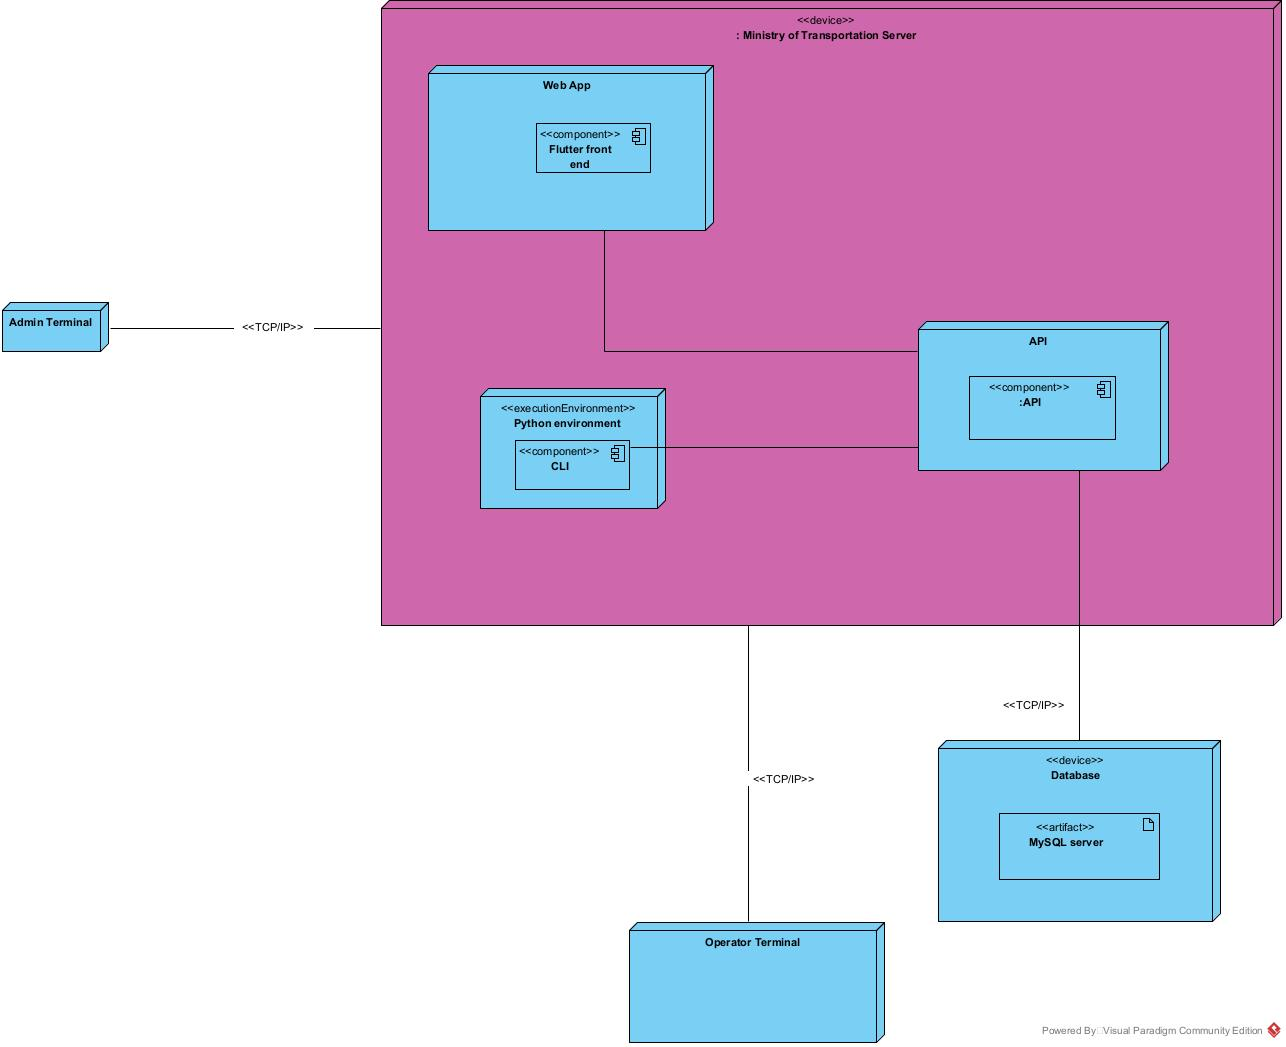 <<device>>
: Ministry of Transportation Server
Web App
<<component>>
Flutter front
end
Admin Terminal
<<TCP/IP>>
API
<<component>>
:API
<<executionEnvironment>>
Python environment
<<component>>
CLI
<<TCP/IP>>
<<device>>
Database
<<artifact>>
MySQL server
<<TCP/IP>>
Operator Terminal
Powered By Visual Paradigm Community Edition